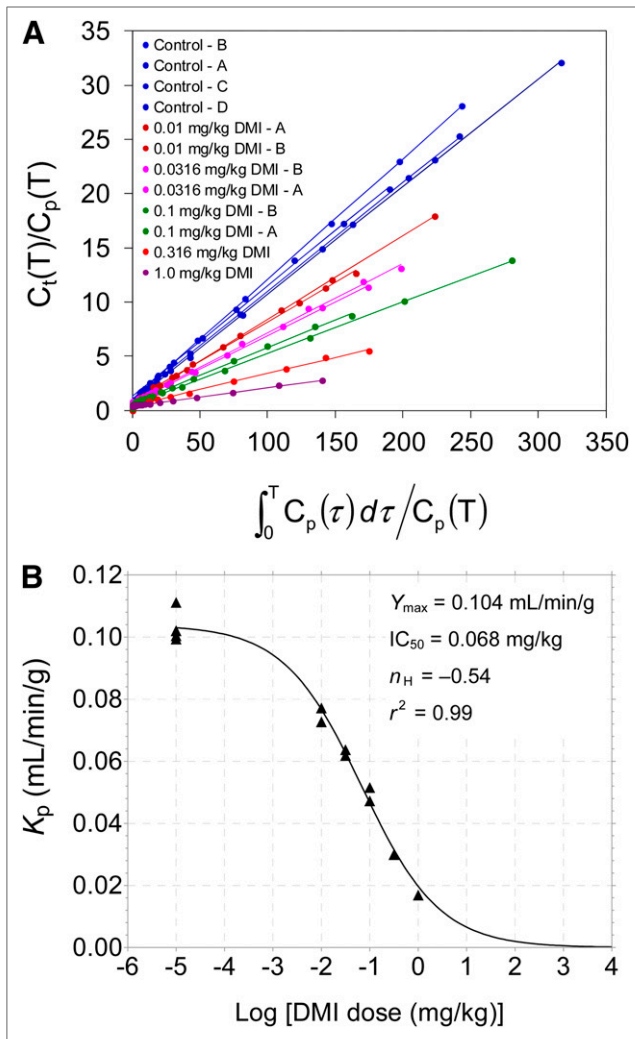 A
35
30
25
20
15
10
5
0
Control - B
Control - A
Control - C
Control - D
0.01 mg/kg DMI - A
0.01 mg/kg DMI - B
0.0316 mg/kg DMI - B
0.0316 mg/kg DMI - A
0.1 mg/kg DMI - B
0.1 mg/kg DMI - A
0.316 mg/kg DMI
1.0 mg/kg DMI
Cₜ(T)/Cₚ(T)
0 50 100 150 200 250 300 350
∫₀ᵀ Cₚ(τ) dτ/Cₚ(T)
B
0.12
0.10
0.08
0.06
0.04
0.02
0.00
Yₘₐₓ = 0.104 mL/min/g
IC₅₀ = 0.068 mg/kg
n_H = –0.54
r² = 0.99
Kₚ (mL/min/g)
-6 -5 -4 -3 -2 -1 0 1 2 3 4
Log [DMI dose (mg/kg)]